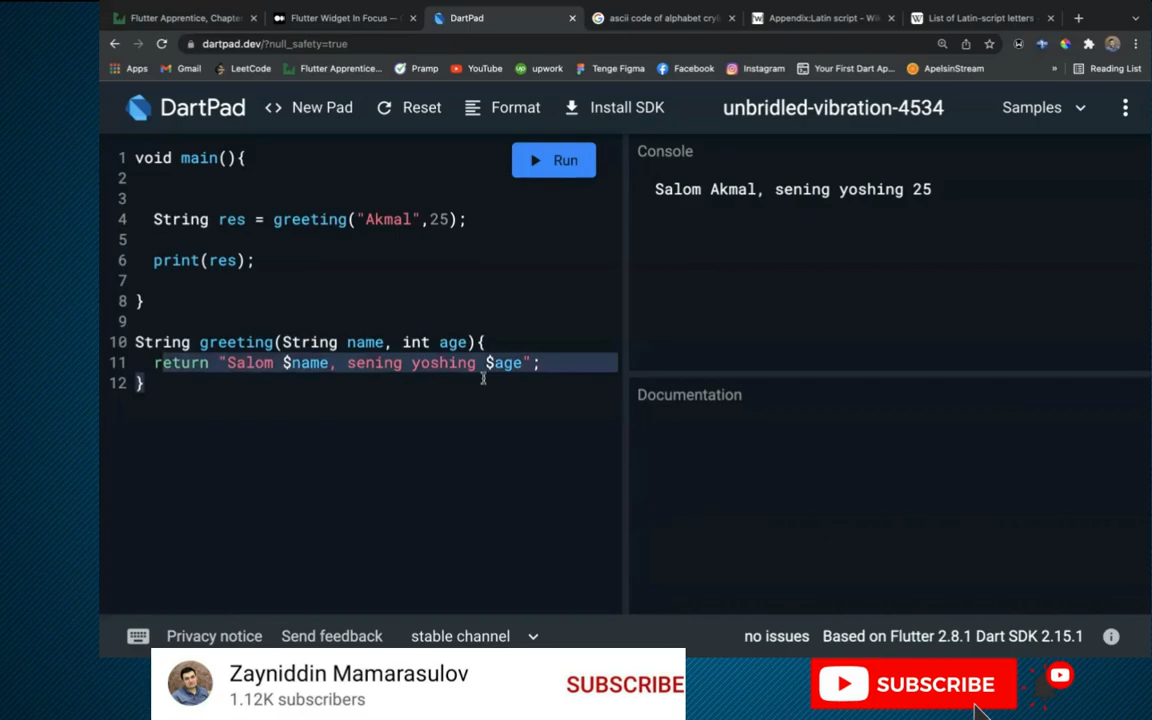 Flutter Apprentice, Chapter
Flutter Widget In Focus —
DartPad
ascii code of alphabet cryl
Appendix:Latin script - Wi
List of Latin-script letters -
dartpad.dev/?null_safety=true
Apps
Gmail
LeetCode
Flutter Apprentice...
Pramp
YouTube
upwork
Tenge Figma
Facebook
Instagram
Your First Dart Ap...
ApelsinStream
Reading List
DartPad
<> New Pad
Reset
Format
Install SDK
unbridled-vibration-4534
Samples
Run
1 void main(){
2
3
4 String res = greeting("Akmal",25);
5
6 print(res);
7
8 }
9
10 String greeting(String name, int age){
11 return "Salom $name, sening yoshing $age";
12 }
Console
Salom Akmal, sening yoshing 25
Documentation
Privacy notice
Send feedback
stable channel
no issues
Based on Flutter 2.8.1 Dart SDK 2.15.1
Zayniddin Mamarasulov
1.12K subscribers
SUBSCRIBE
SUBSCRIBE